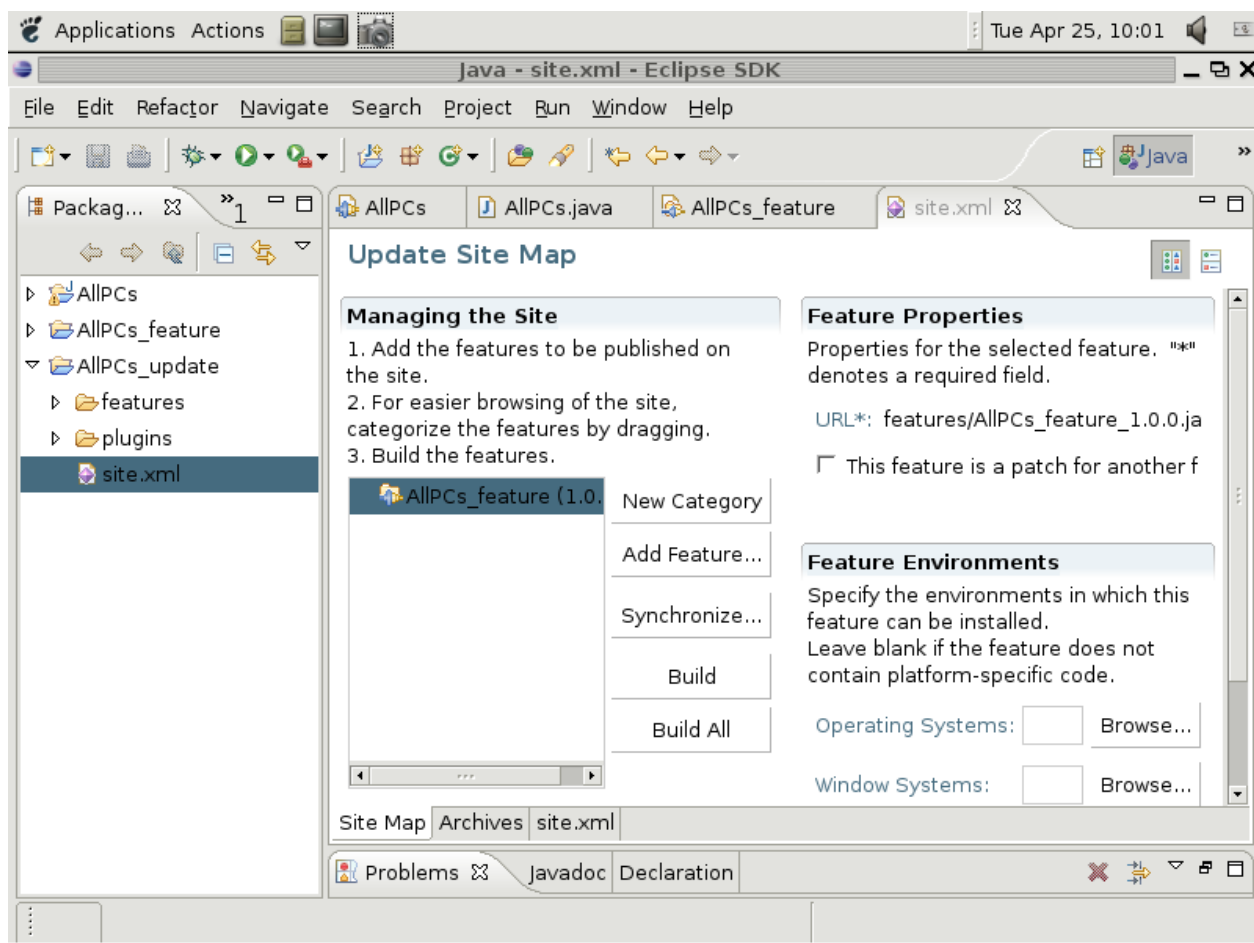 Applications Actions Tue Apr 25, 10:01
Java - site.xml - Eclipse SDK
File Edit Refactor Navigate Search Project Run Window Help
Java »
Packag... »1
AllPCs AllPCs.java AllPCs_feature site.xml
Update Site Map
AllPCs
AllPCs_feature
AllPCs_update
features
plugins
site.xml
Managing the Site
1. Add the features to be published on
the site.
2. For easier browsing of the site,
categorize the features by dragging.
3. Build the features.
AllPCs_feature (1.0.
New Category
Add Feature...
Synchronize...
Build
Build All
Feature Properties
Properties for the selected feature. "*"
denotes a required field.
URL*: features/AllPCs_feature_1.0.0.ja
This feature is a patch for another f
Feature Environments
Specify the environments in which this
feature can be installed.
Leave blank if the feature does not
contain platform-specific code.
Operating Systems: Browse...
Window Systems: Browse...
Site Map Archives site.xml
Problems Javadoc Declaration